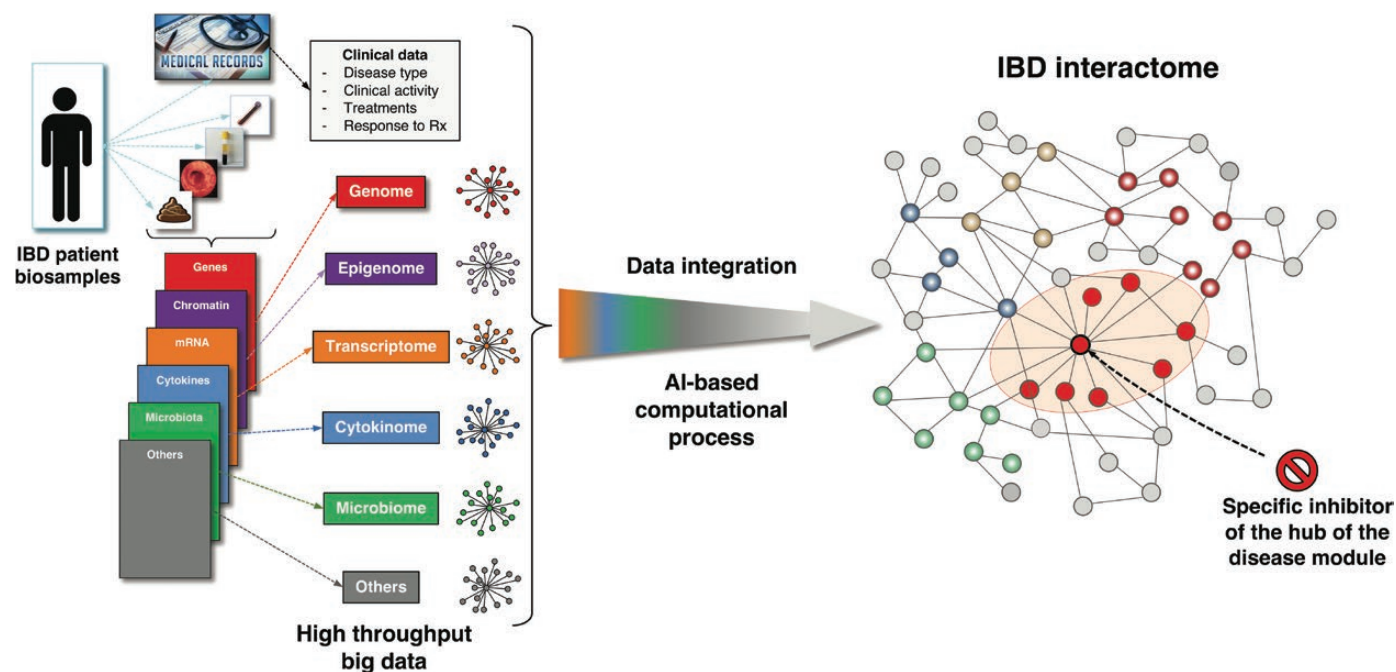 MEDICAL RECORDS
Clinical data
- Disease type
- Clinical activity
- Treatments
- Response to Rx
IBD patient
biosamples
Genes
Chromatin
mRNA
Cytokines
Microbiota
Others
Genome
Epigenome
Transcriptome
Cytokinome
Microbiome
Others
High throughput
big data
Data integration
AI-based
computational
process
IBD interactome
Specific inhibitor
of the hub of the
disease module